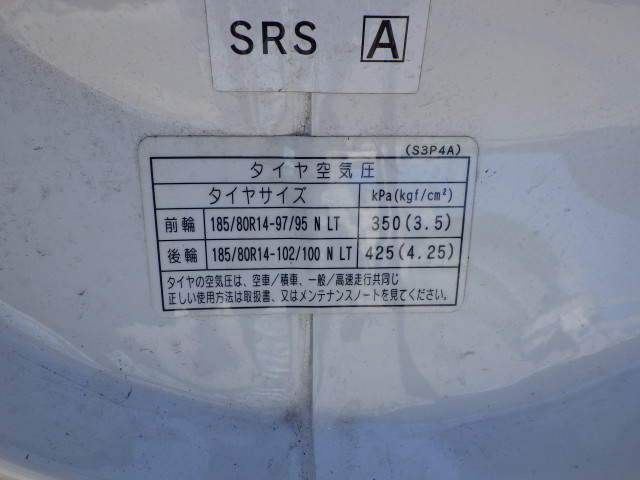 SRS A
(S3P4A)
タイヤ空気圧
タイヤサイズ kPa(kgf/cm²)
前輪 185/80R14-97/95 N LT 350(3.5)
後輪 185/80R14-102/100 N LT 425(4.25)
タイヤの空気圧は、空車/積車、一般/高速走行共同じ
正しい使用方法は取扱書、又はメンテナンスノートを見てください。